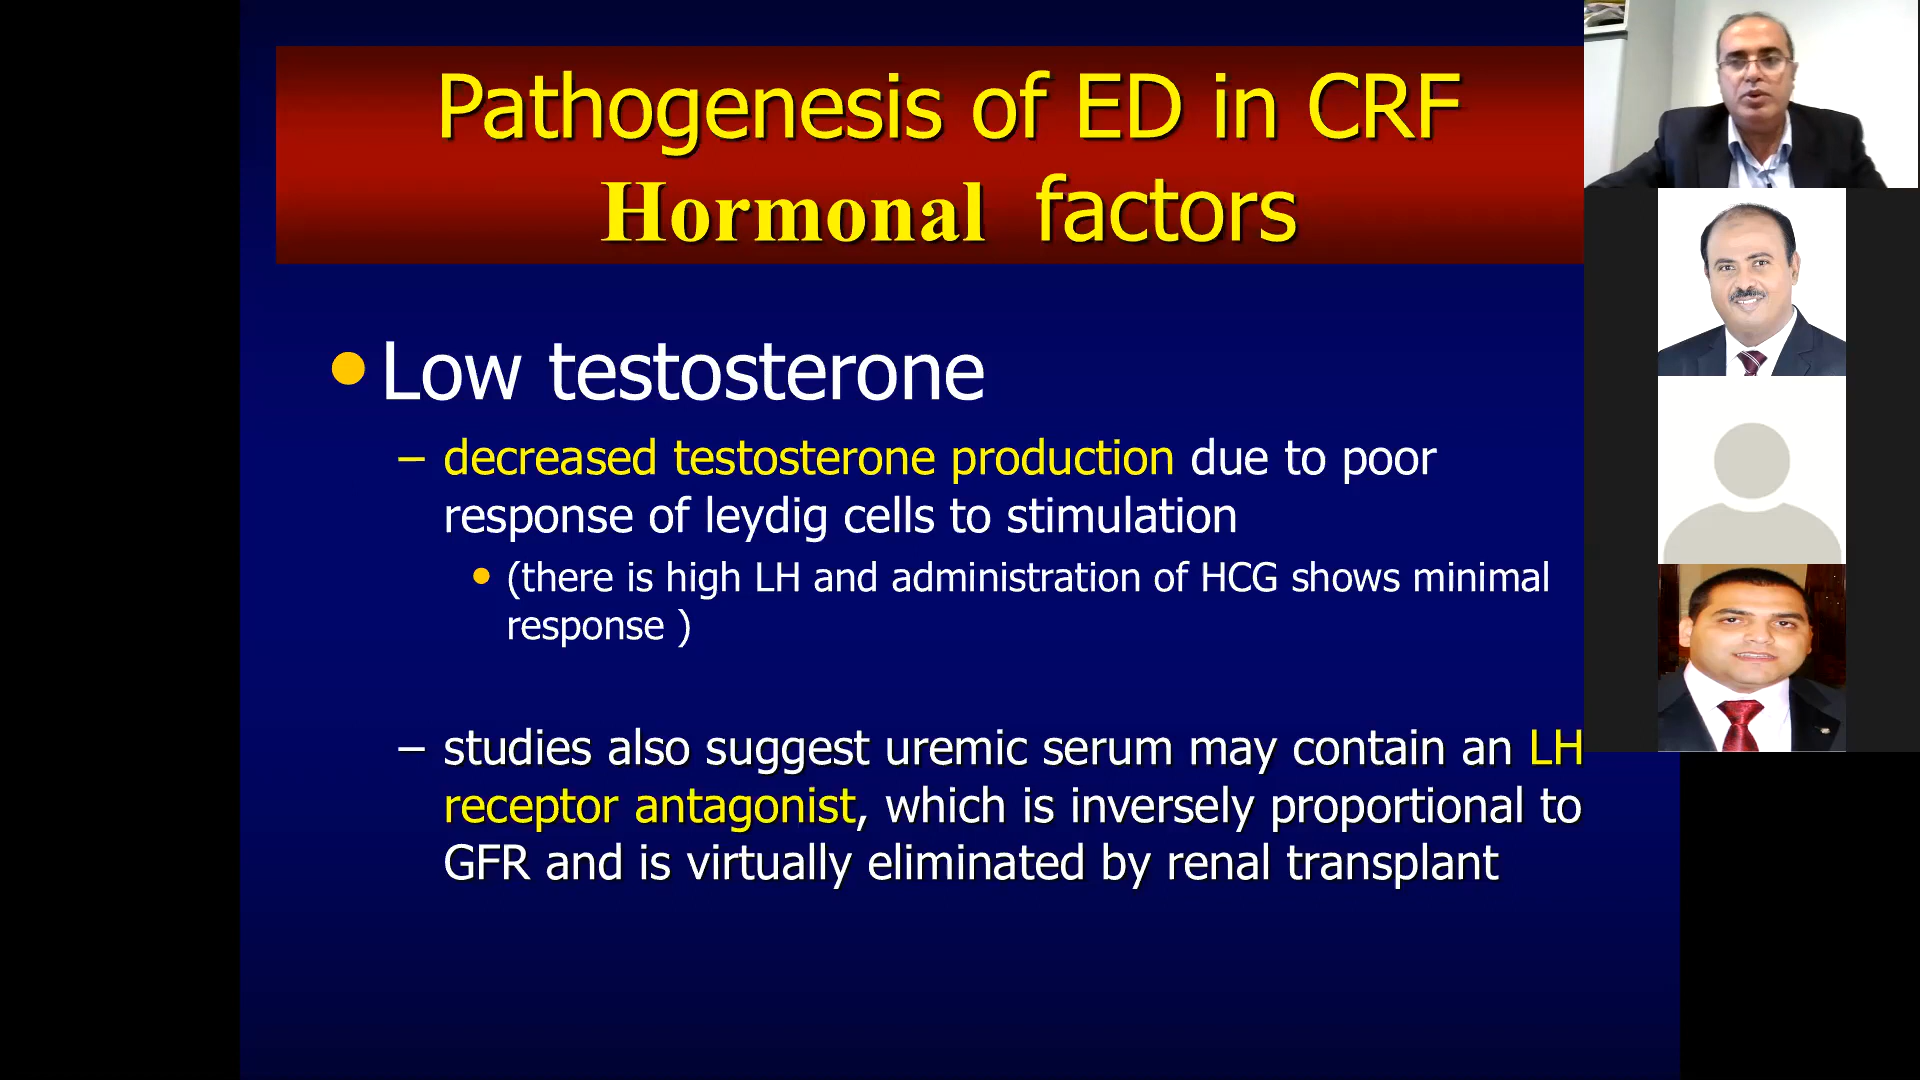 Pathogenesis of ED in CRF
Hormonal factors
• Low testosterone
– decreased testosterone production due to poor
response of leydig cells to stimulation
• (there is high LH and administration of HCG shows minimal
response )
– studies also suggest uremic serum may contain an LH
receptor antagonist, which is inversely proportional to
GFR and is virtually eliminated by renal transplant